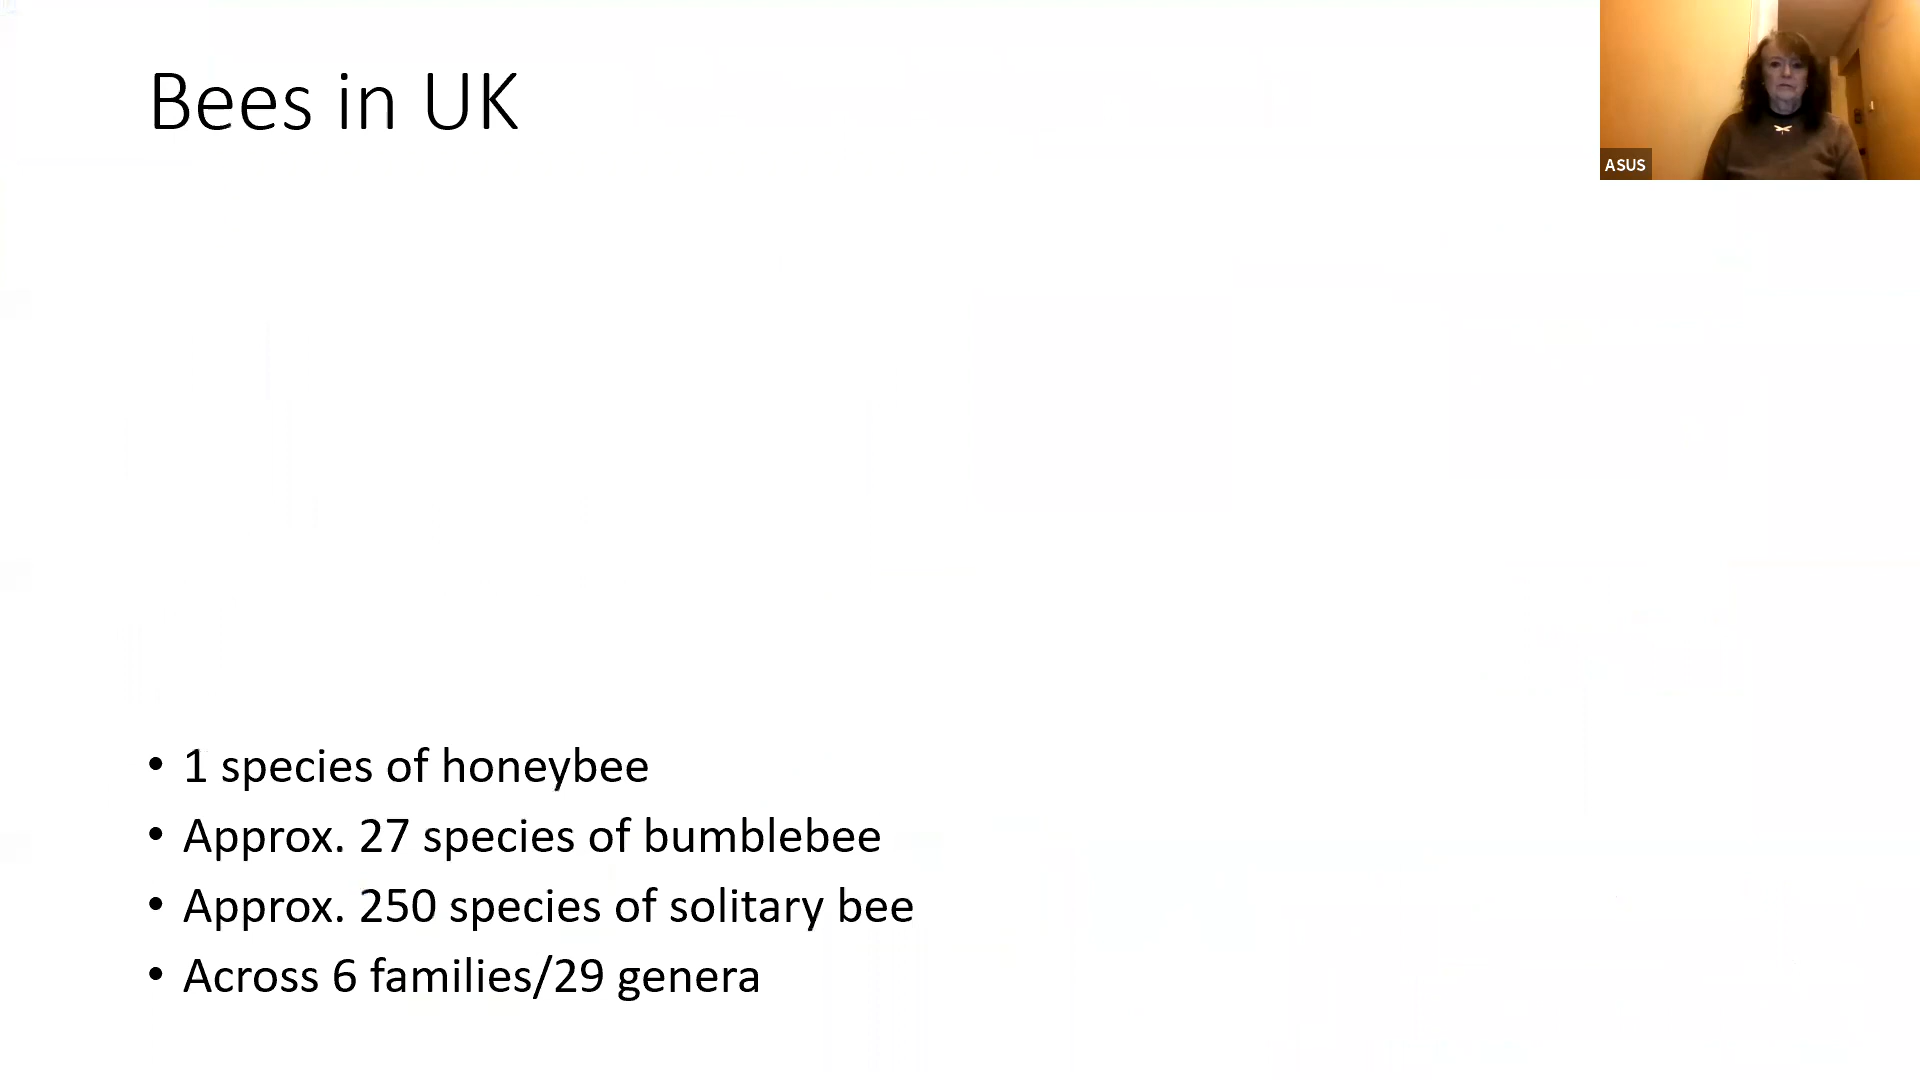 Bees in UK
ASUS
• 1 species of honeybee
• Approx. 27 species of bumblebee
• Approx. 250 species of solitary bee
• Across 6 families/29 genera